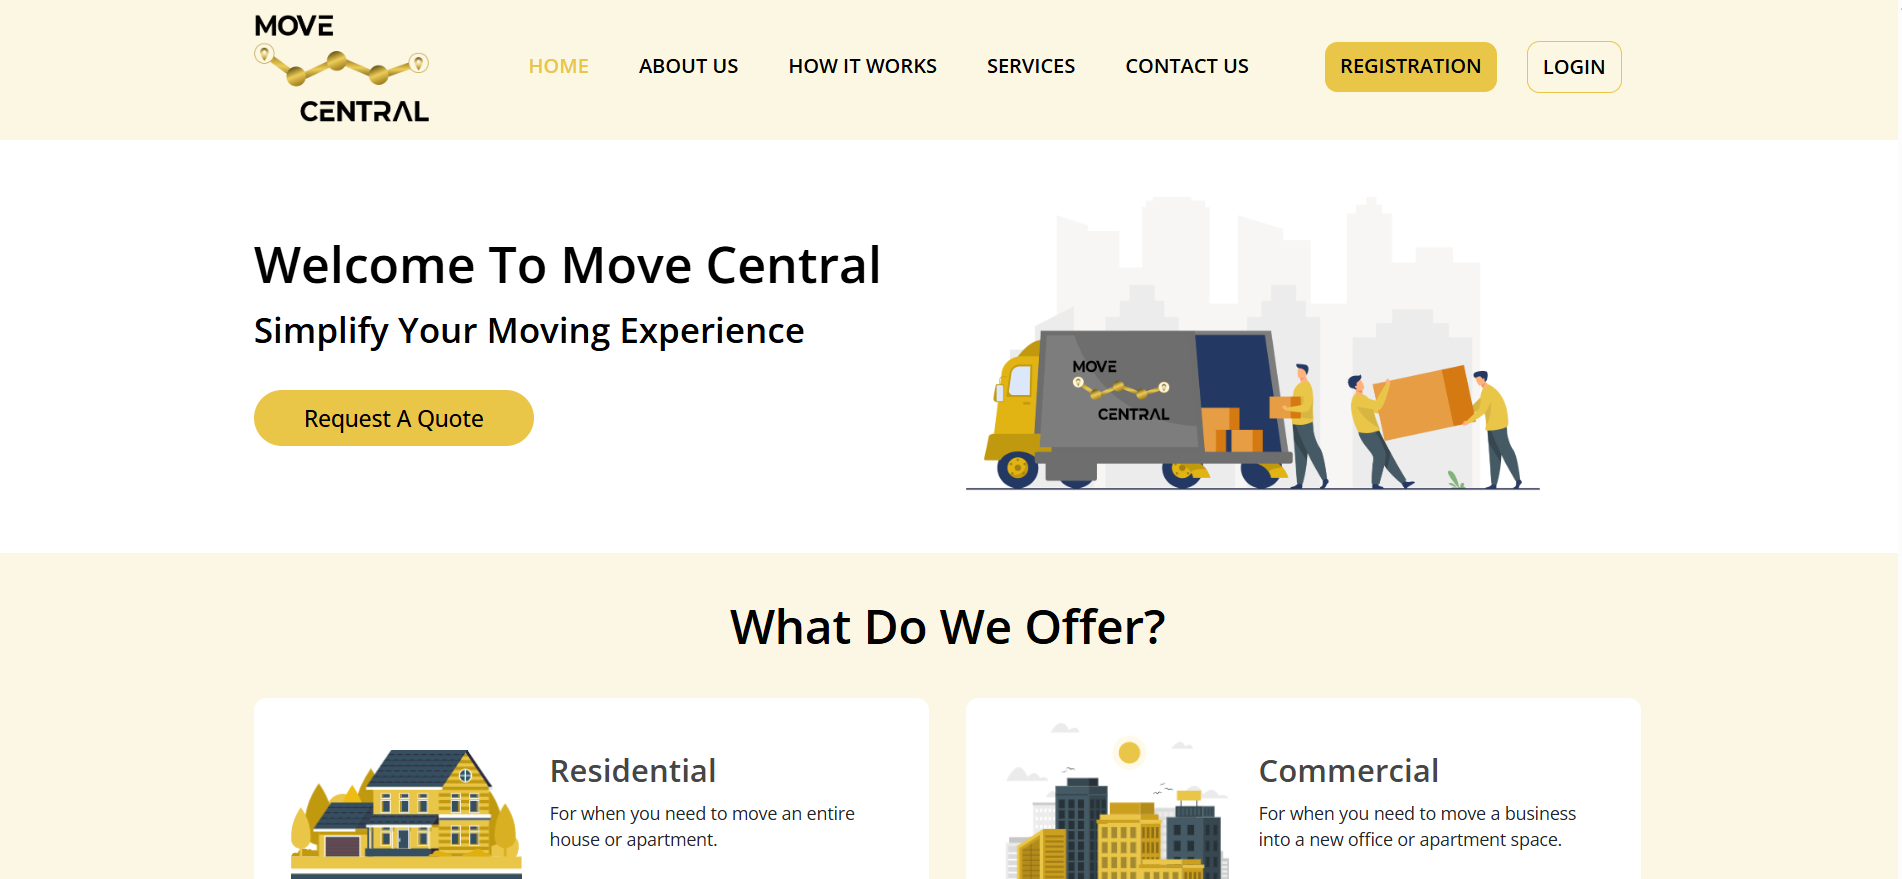 MOVE
CENTRAL
HOME
ABOUT US
HOW IT WORKS
SERVICES
CONTACT US
REGISTRATION
LOGIN
Welcome To Move Central
Simplify Your Moving Experience
Request A Quote
MOVE
CENTRAL
What Do We Offer?
Residential
For when you need to move an entire
house or apartment.
Commercial
For when you need to move a business
into a new office or apartment space.